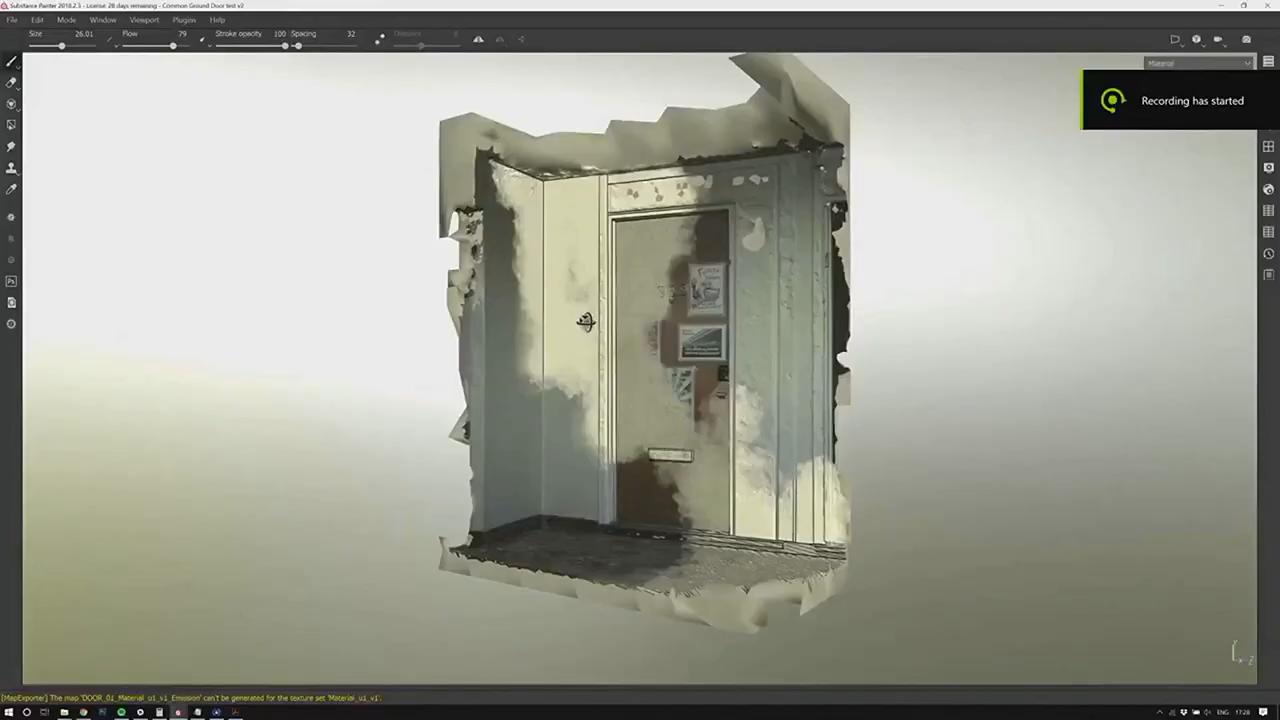 Substance Painter 2018.2.3 - License: 28 days remaining - Common Ground Door test v2
File Edit Mode Window Viewport Plugins Help
Size 26.01 Flow 79 Stroke opacity 100 Spacing 32 Distance 8
Material
Recording has started
[MapExporter] The map 'DOOR_01_Material_u1_v1_Emission' can't be generated for the texture set 'Material_u1_v1'.
ENG 17:28